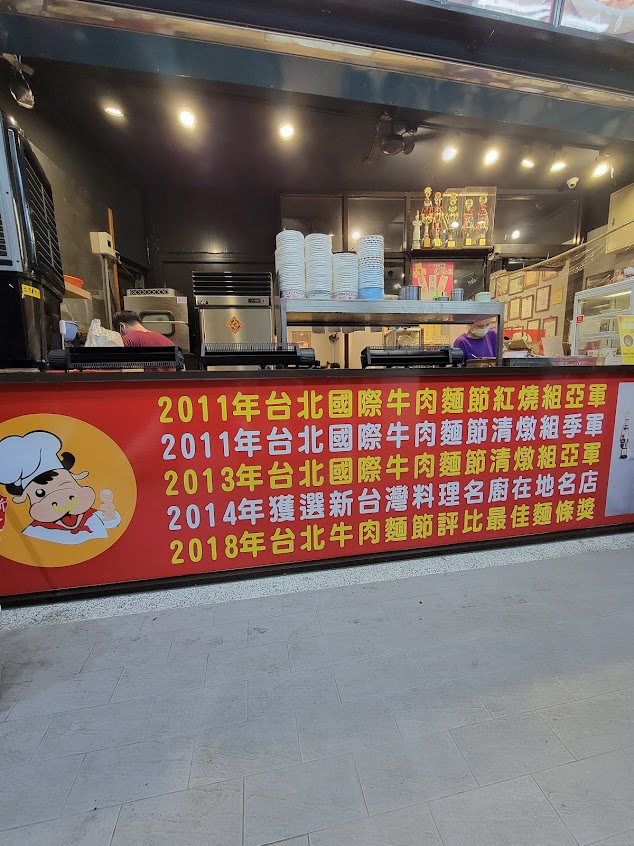 2011年台北國際牛肉麵節紅燒組亞軍
2011年台北國際牛肉麵節清燉組季軍
2013年台北國際牛肉麵節清燉組亞軍
2014年獲選新台灣料理名廚在地名店
2018年台北牛肉麵節評比最佳麵條獎